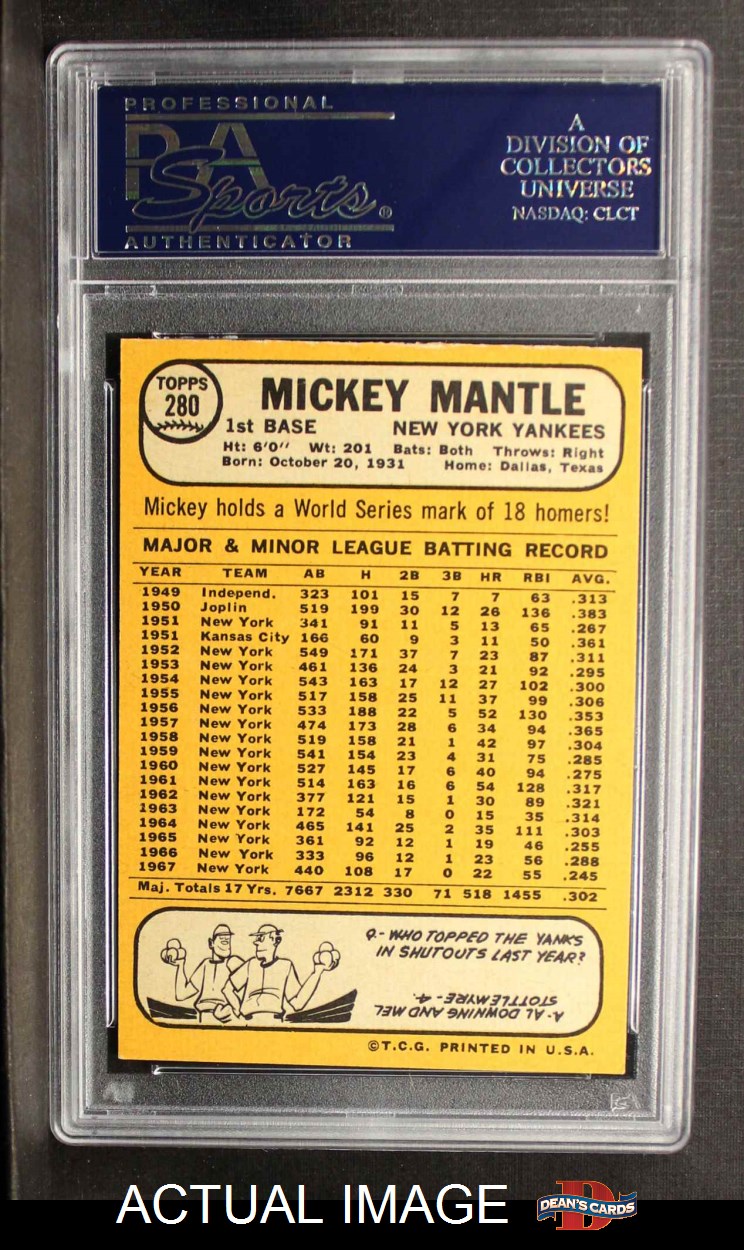 PROFESSIONAL
PSA
Sports®
AUTHENTICATOR
A
DIVISION OF
COLLECTORS
UNIVERSE
NASDAQ: CLCT
TOPPS
280
MICKEY MANTLE
1st BASE NEW YORK YANKEES
Ht: 6'0" Wt: 201 Bats: Both Throws: Right
Born: October 20, 1931 Home: Dallas, Texas
Mickey holds a World Series mark of 18 homers!
MAJOR & MINOR LEAGUE BATTING RECORD
YEAR TEAM AB H 2B 3B HR RBI AVG.
1949 Independ. 323 101 15 7 7 63 .313
1950 Joplin 519 199 30 12 26 136 .383
1951 New York 341 91 11 5 13 65 .267
1951 Kansas City 166 60 9 3 11 50 .361
1952 New York 549 171 37 7 23 87 .311
1953 New York 461 136 24 3 21 92 .295
1954 New York 543 163 17 12 27 102 .300
1955 New York 517 158 25 11 37 99 .306
1956 New York 533 188 22 5 52 130 .353
1957 New York 474 173 28 6 34 94 .365
1958 New York 519 158 21 1 42 97 .304
1959 New York 541 154 23 4 31 75 .285
1960 New York 527 145 17 6 40 94 .275
1961 New York 514 163 16 6 54 128 .317
1962 New York 377 121 15 1 30 89 .321
1963 New York 172 54 8 0 15 35 .314
1964 New York 465 141 25 2 35 111 .303
1965 New York 361 92 12 1 19 46 .255
1966 New York 333 96 12 1 23 56 .288
1967 New York 440 108 17 0 22 55 .245
Maj. Totals 17 Yrs. 7667 2312 330 71 518 1455 .302
Q.- WHO TOPPED THE YANKS
IN SHUTOUTS LAST YEAR?
A.- AL DOWNING AND MEL
STOTTLEMYRE - 4.
©T.C.G. PRINTED IN U.S.A.
ACTUAL IMAGE
D
DEAN'S CARDS